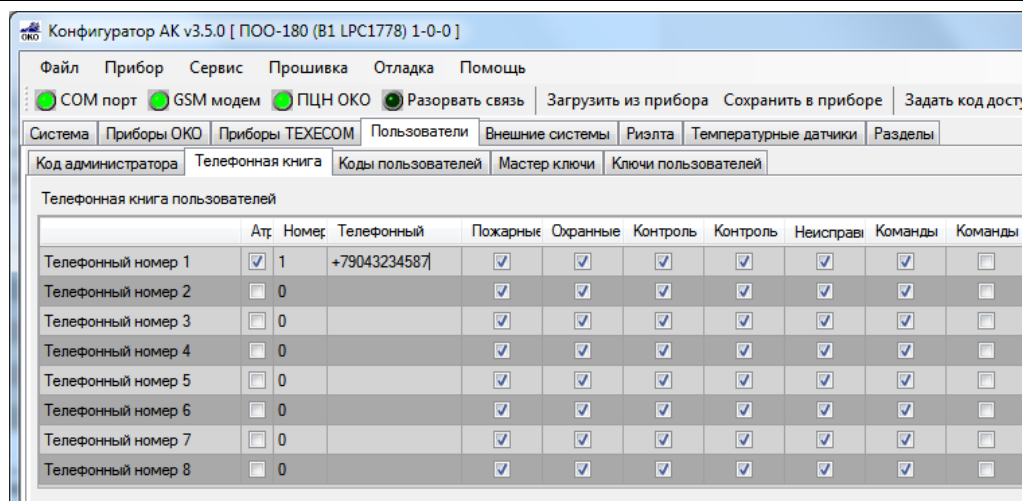 око Конфигуратор АК v3.5.0 [ ПОО-180 (B1 LPC1778) 1-0-0 ]
Файл Прибор Сервис Прошивка Отладка Помощь
COM порт GSM модем ПЦН ОКО Разорвать связь Загрузить из прибора Сохранить в приборе Задать код дост
Система Приборы ОКО Приборы TEXECOM Пользователи Внешние системы Риэлта Температурные датчики Разделы
Код администратора Телефонная книга Коды пользователей Мастер ключи Ключи пользователей
Телефонная книга пользователей
Атр Номер Телефонный Пожарные Охранные Контроль Контроль Неисправ Команды Команды
Телефонный номер 1 1 +79043234587
Телефонный номер 2 0
Телефонный номер 3 0
Телефонный номер 4 0
Телефонный номер 5 0
Телефонный номер 6 0
Телефонный номер 7 0
Телефонный номер 8 0